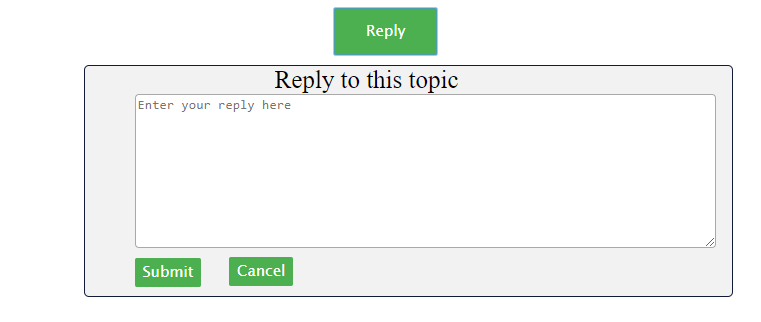 Reply
Reply to this topic
Enter your reply here
Submit Cancel